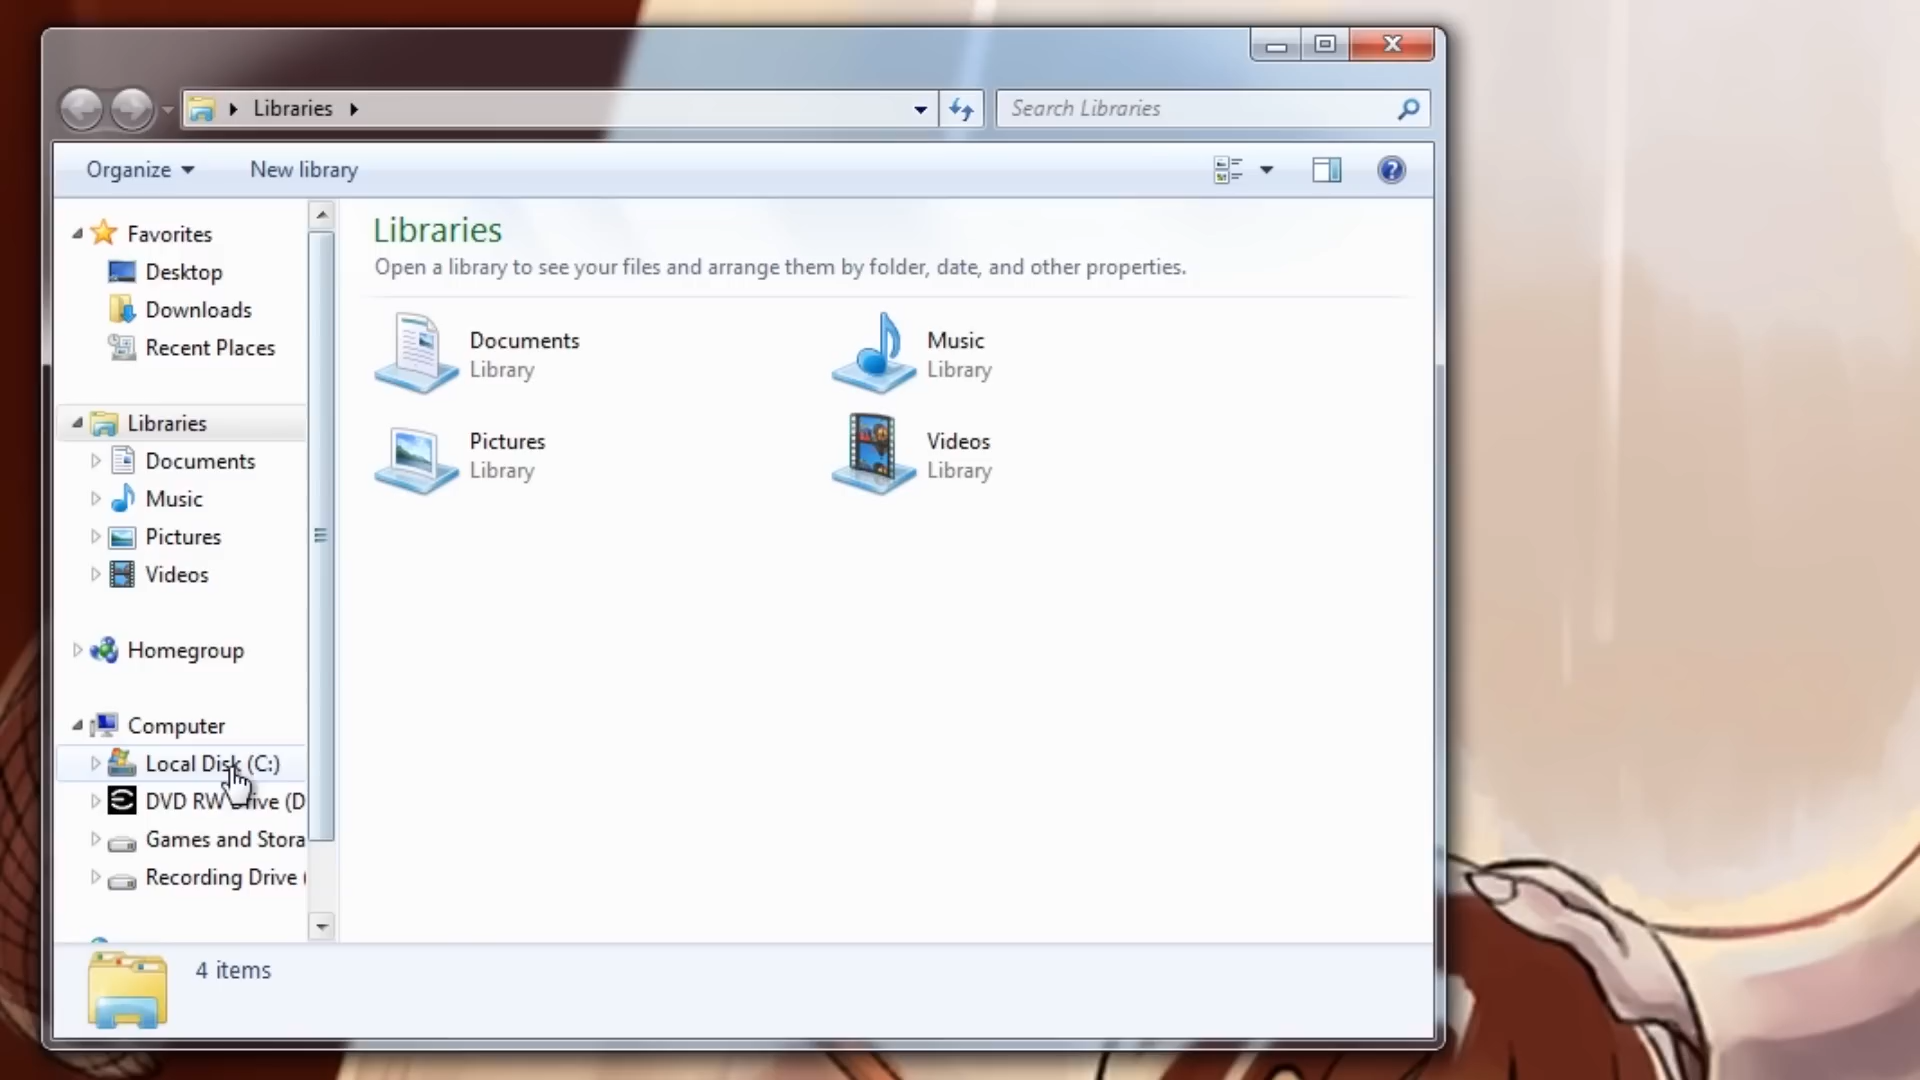 Libraries
Search Libraries
Organize
New library
Favorites
Desktop
Downloads
Recent Places
Libraries
Documents
Music
Pictures
Videos
Homegroup
Computer
Local Disk (C:)
DVD RW Drive (D
Games and Stora
Recording Drive (
Libraries
Open a library to see your files and arrange them by folder, date, and other properties.
Documents
Library
Music
Library
Pictures
Library
Videos
Library
4 items